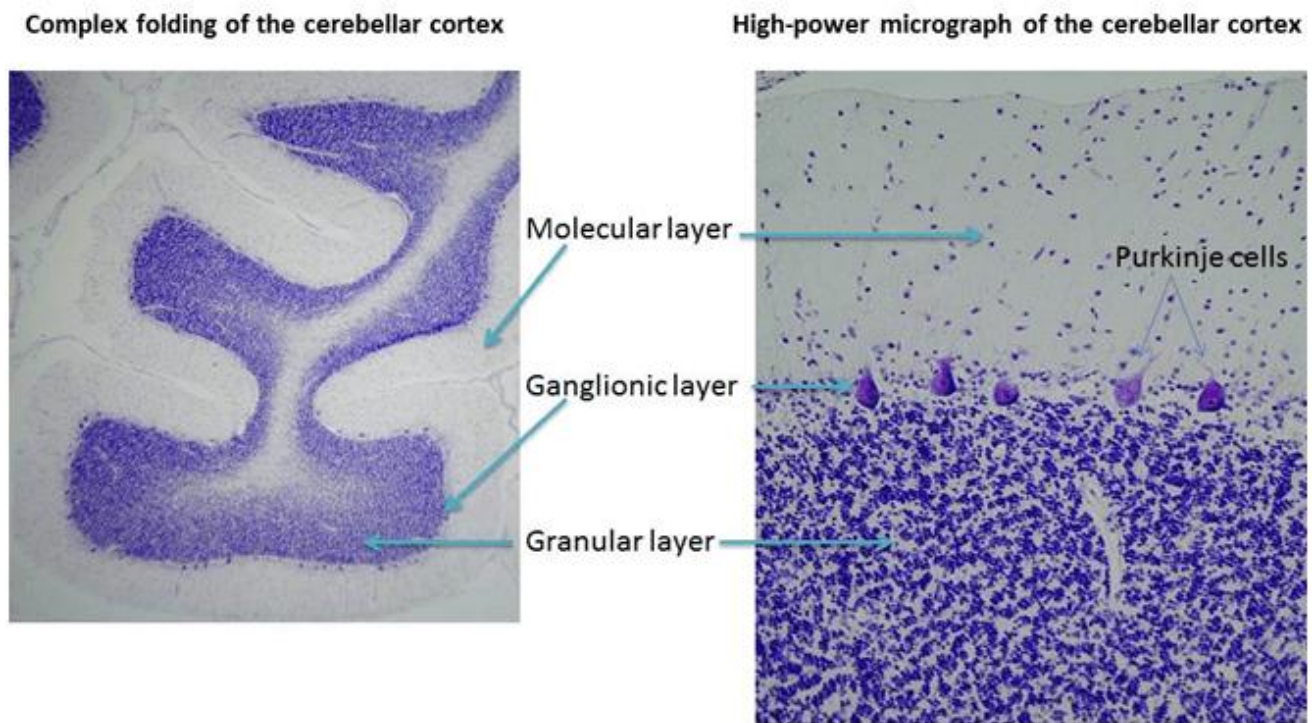 Complex folding of the cerebellar cortex
High-power micrograph of the cerebellar cortex
Molecular layer
Purkinje cells
Ganglionic layer
Granular layer